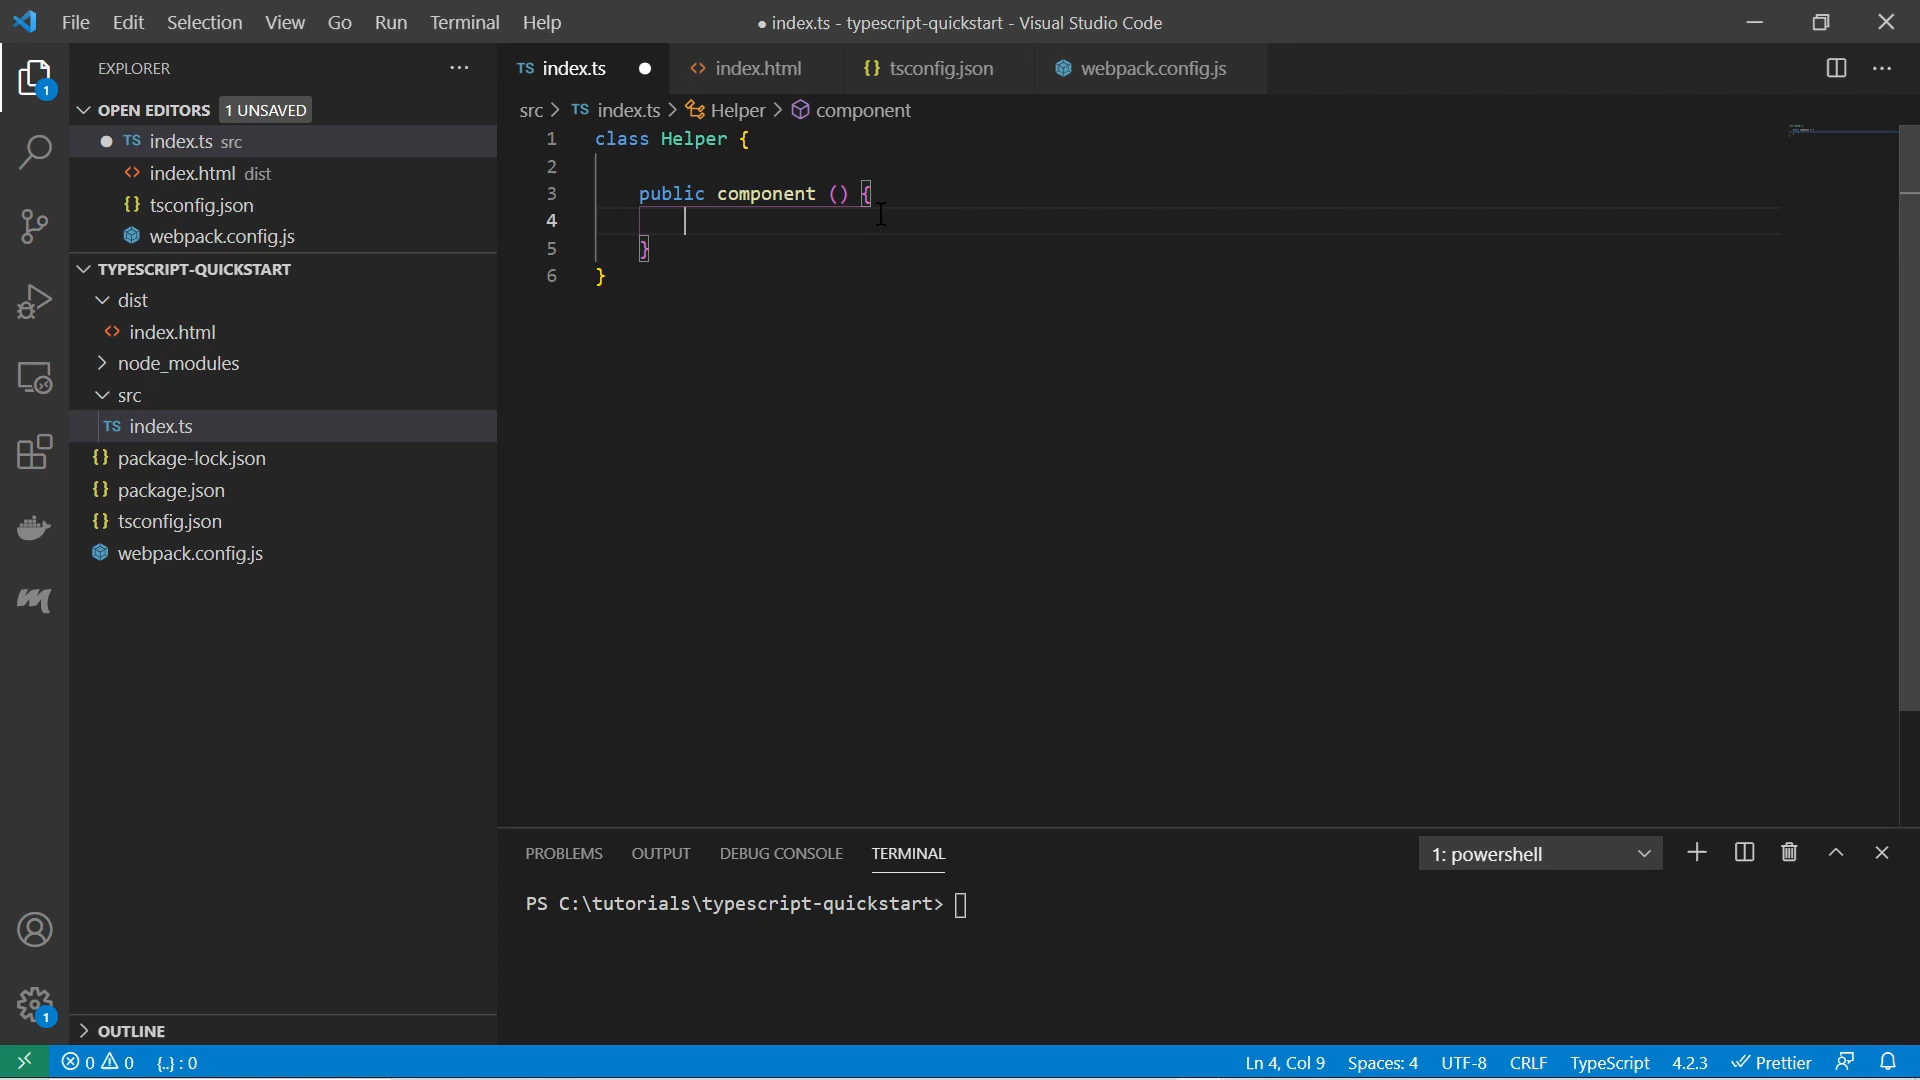 File Edit Selection View Go Run Terminal Help
● index.ts - typescript-quickstart - Visual Studio Code
EXPLORER
1
OPEN EDITORS 1 UNSAVED
TS index.ts src
index.html dist
{} tsconfig.json
webpack.config.js
TYPESCRIPT-QUICKSTART
dist
index.html
node_modules
src
TS index.ts
{} package-lock.json
{} package.json
{} tsconfig.json
webpack.config.js
OUTLINE
1
TS index.ts index.html {} tsconfig.json webpack.config.js
src > TS index.ts > Helper > component
1 class Helper {
2
3 public component () {
4
5 }
6 }
PROBLEMS OUTPUT DEBUG CONSOLE TERMINAL
1: powershell
PS C:\tutorials\typescript-quickstart>
0 0 {..} : 0
Ln 4, Col 9 Spaces: 4 UTF-8 CRLF TypeScript 4.2.3 Prettier